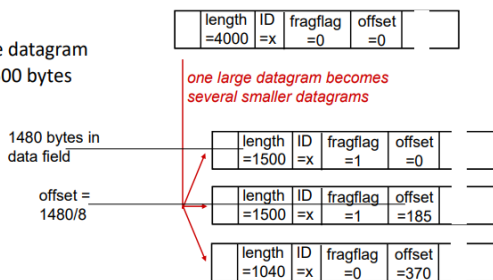 length ID fragflag offset
=4000 =x =0 =0
datagram
00 bytes
one large datagram becomes
several smaller datagrams
1480 bytes in
data field
length ID fragflag offset
=1500 =x =1 =0
offset =
1480/8
length ID fragflag offset
=1500 =x =1 =185
length ID fragflag offset
=1040 =x =0 =370